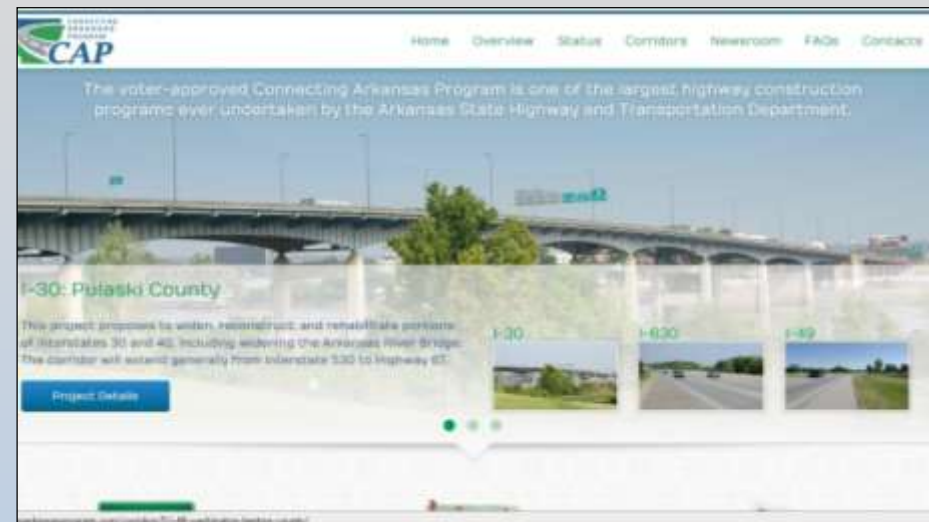 CONNECTING
ARKANSAS
PROGRAM
CAP
Home Overview Status Corridors Newsroom FAQs Contacts
The voter-approved Connecting Arkansas Program is one of the largest highway construction
programs ever undertaken by the Arkansas State Highway and Transportation Department.
I-30: Pulaski County
This project proposes to widen, reconstruct, and rehabilitate portions
of Interstates 30 and 40, including widening the Arkansas River Bridge.
The corridor will extend generally from Interstate 530 to Highway 67.
Project Details
I-30 I-630 I-49